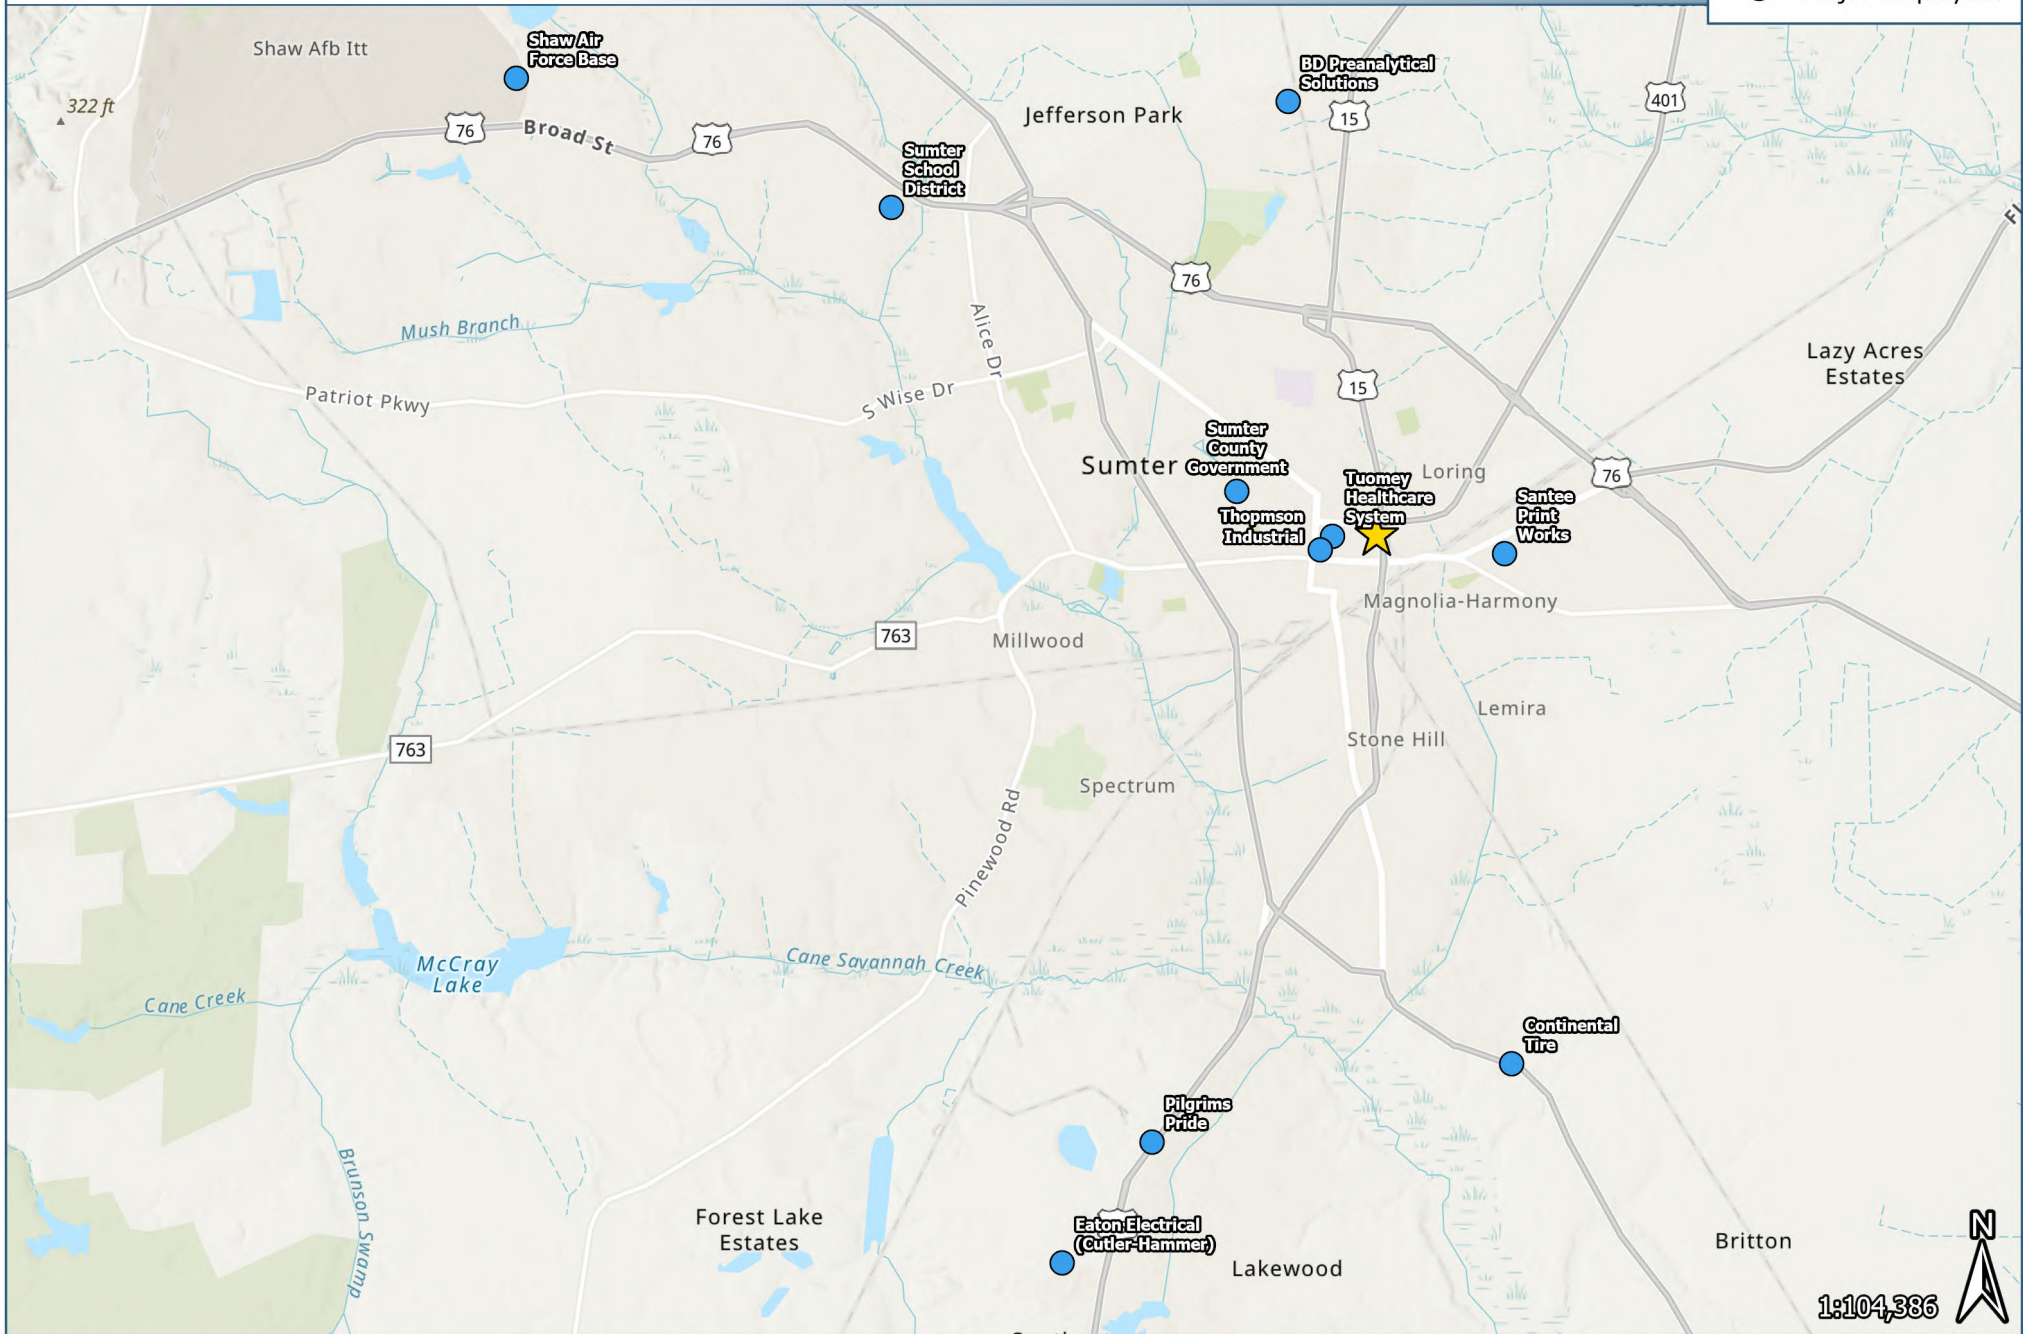 Shaw Afb Itt
Shaw Air
Force Base
322 ft
76
Broad St
76
Sumter
School
District
Jefferson Park
BD Preanalytical
Solutions
15
401
76
Mush Branch
Alice Dr
Patriot Pkwy
S Wise Dr
15
Lazy Acres
Estates
Sumter
Sumter
County
Government
Thopmson
Industrial
Tuomey
Healthcare
System
Loring
76
Santee
Print
Works
Magnolia-Harmony
763
Millwood
763
Lemira
Stone Hill
Spectrum
Pinewood Rd
McCray
Lake
Cane Savannah Creek
Cane Creek
Continental
Tire
Pilgrims
Pride
Brunson Swamp
Forest Lake
Estates
Eaton Electrical
(Cutler-Hammer)
Lakewood
Britton
N
1:104,386